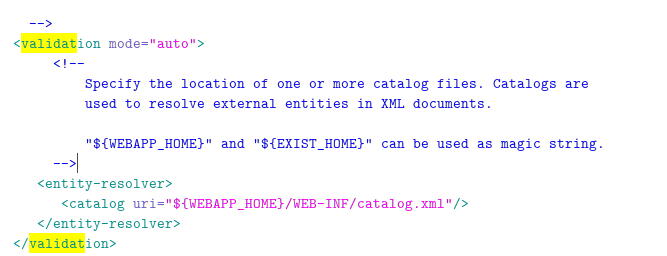 -->
<validation mode="auto">
<!--
Specify the location of one or more catalog files. Catalogs are
used to resolve external entities in XML documents.
"${WEBAPP_HOME}" and "${EXIST_HOME}" can be used as magic string.
-->
<entity-resolver>
<catalog uri="${WEBAPP_HOME}/WEB-INF/catalog.xml"/>
</entity-resolver>
</validation>